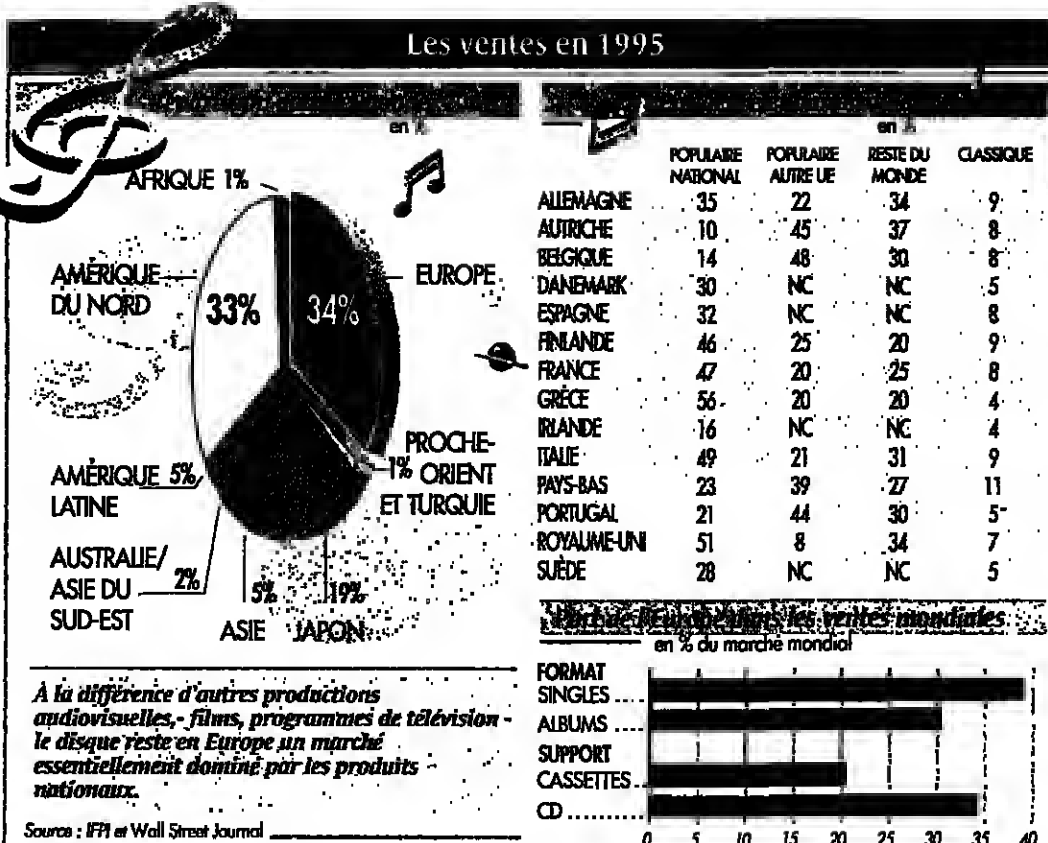 Les ventes en 1995
en %
AFRIQUE 1%
AMÉRIQUE
DU NORD
33%
34%
EUROPE
PROCHE-
1% ORIENT
ET TURQUIE
AMÉRIQUE 5%
LATINE
AUSTRALIE/
ASIE DU 2%
SUD-EST
5% 19%
ASIE JAPON
À la différence d'autres productions
audiovisuelles,- films, programmes de télévision -
le disque reste en Europe un marché
essentiellement dominé par les produits
nationaux.
Source : IFPI et Wall Street Journal
en %
POPULAIRE POPULAIRE RESTE DU CLASSIQUE
NATIONAL AUTRE UE MONDE
ALLEMAGNE 35 22 34 9
AUTRICHE 10 45 37 8
BELGIQUE 14 48 30 8
DANEMARK 30 NC NC 5
ESPAGNE 32 NC NC 8
FINLANDE 46 25 20 9
FRANCE 47 20 25 8
GRÈCE 56 20 20 4
IRLANDE 16 NC NC 4
ITALIE 49 21 31 9
PAYS-BAS 23 39 27 11
PORTUGAL 21 44 30 5
ROYAUME-UNI 51 8 34 7
SUÈDE 28 NC NC 5
Part de l'Europe dans les ventes mondiales
en % du marche mondial
FORMAT
SINGLES ....
ALBUMS ....
SUPPORT
CASSETTES..
CD ........
0 5 10 15 20 25 30 35 40